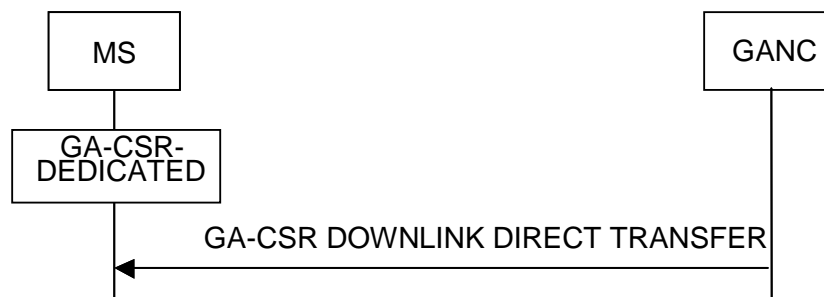 MS
GANC
GA-CSR-
DEDICATED
GA-CSR DOWNLINK DIRECT TRANSFER